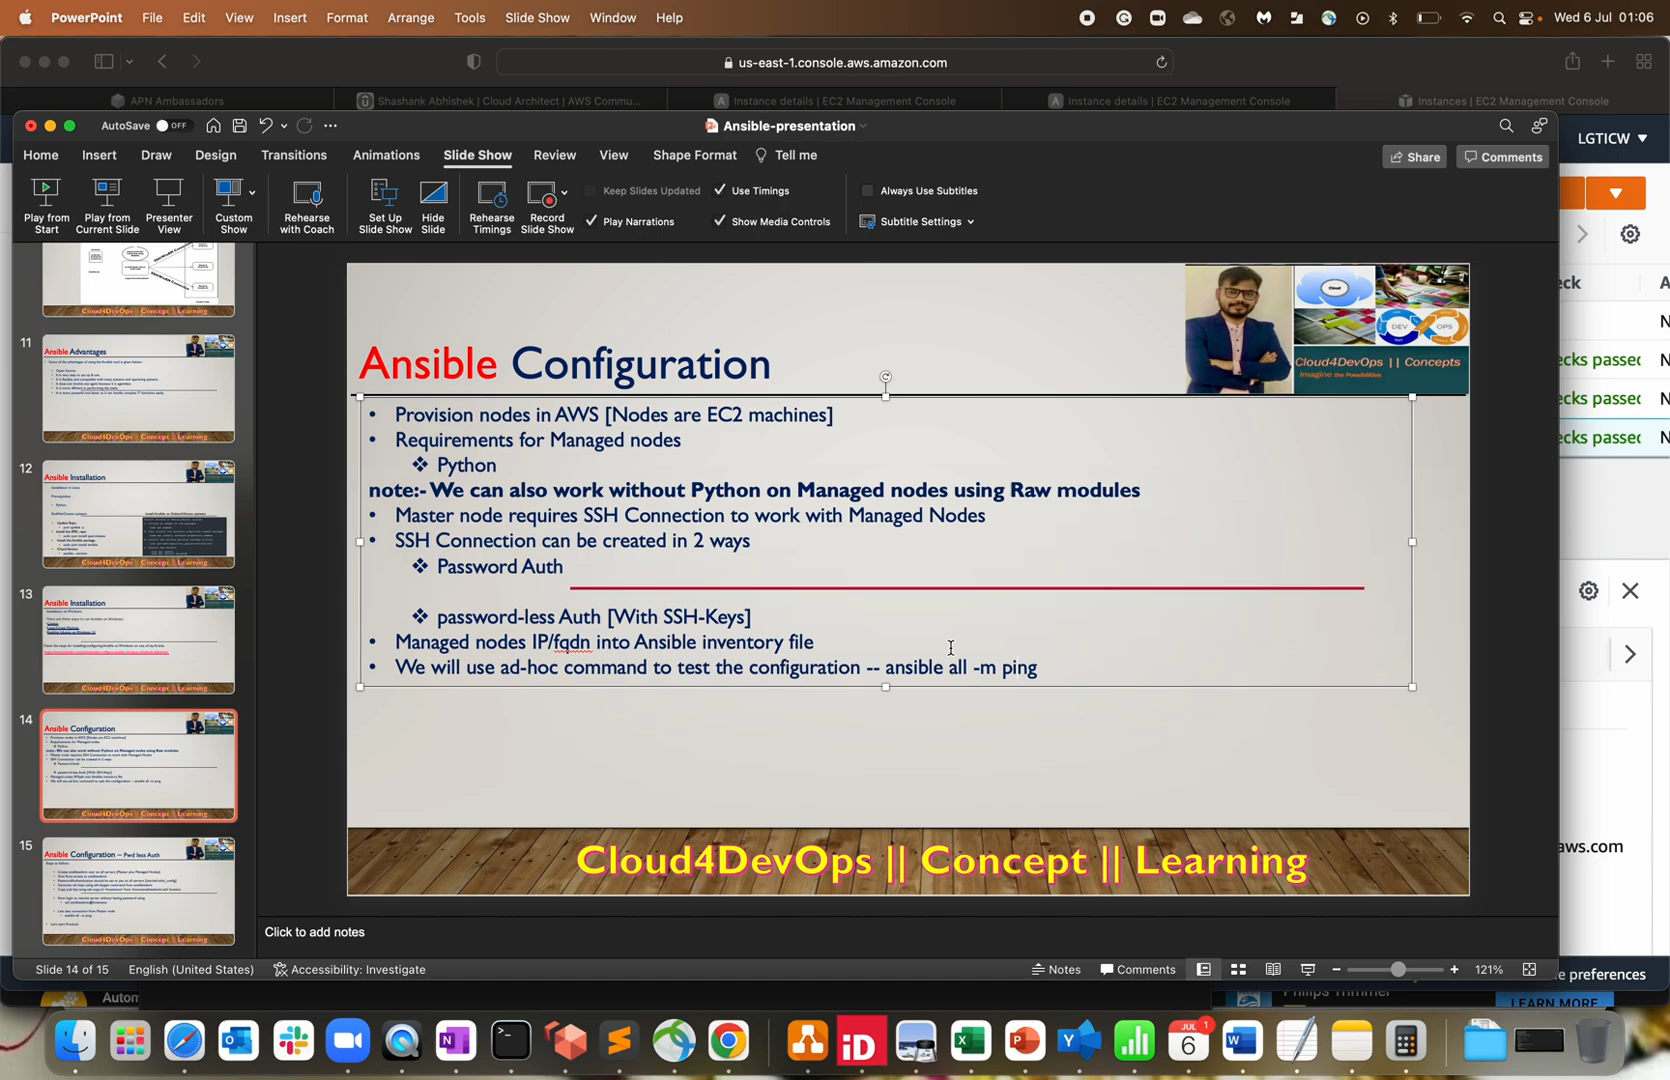 PowerPoint File Edit View Insert Format Arrange Tools Slide Show Window Help
Wed 6 Jul 01:06
us-east-1.console.aws.amazon.com
APN Ambassadors
Shashank Abhishek | Cloud Architect | AWS Commu...
Instance details | EC2 Management Console
Instance details | EC2 Management Console
Instances | EC2 Management Console
AutoSave OFF
Ansible-presentation
LGTICW
Home Insert Draw Design Transitions Animations Slide Show Review View Shape Format Tell me
Share Comments
Play from Start
Play from Current Slide
Presenter View
Custom Show
Rehearse with Coach
Set Up Slide Show
Hide Slide
Rehearse Timings
Record Slide Show
Keep Slides Updated
Use Timings
Play Narrations
Show Media Controls
Always Use Subtitles
Subtitle Settings
Cloud4DevOps || Concept || Learning
11
Ansible Advantages
Cloud4DevOps || Concept || Learning
12
Ansible Installation
Cloud4DevOps || Concept || Learning
13
Ansible Installation
Cloud4DevOps || Concept || Learning
14
Ansible Configuration
Cloud4DevOps || Concept || Learning
15
Ansible Configuration – Pwd less Auth
Cloud4DevOps || Concept || Learning
Cloud
DEV OPS
Cloud4DevOps || Concepts
Imagine the Possibilities
Ansible Configuration
• Provision nodes in AWS [Nodes are EC2 machines]
• Requirements for Managed nodes
❖ Python
note:- We can also work without Python on Managed nodes using Raw modules
• Master node requires SSH Connection to work with Managed Nodes
• SSH Connection can be created in 2 ways
❖ Password Auth
❖ password-less Auth [With SSH-Keys]
• Managed nodes IP/fqdn into Ansible inventory file
• We will use ad-hoc command to test the configuration -- ansible all -m ping
Cloud4DevOps || Concept || Learning
Click to add notes
Slide 14 of 15 English (United States) Accessibility: Investigate
Notes Comments
121%
eck
A
ecks passed
ecks passed
ecks passed
aws.com
e preferences
Autom
Philips Trimmer
LEARN MORE
JUL
6
1
iD